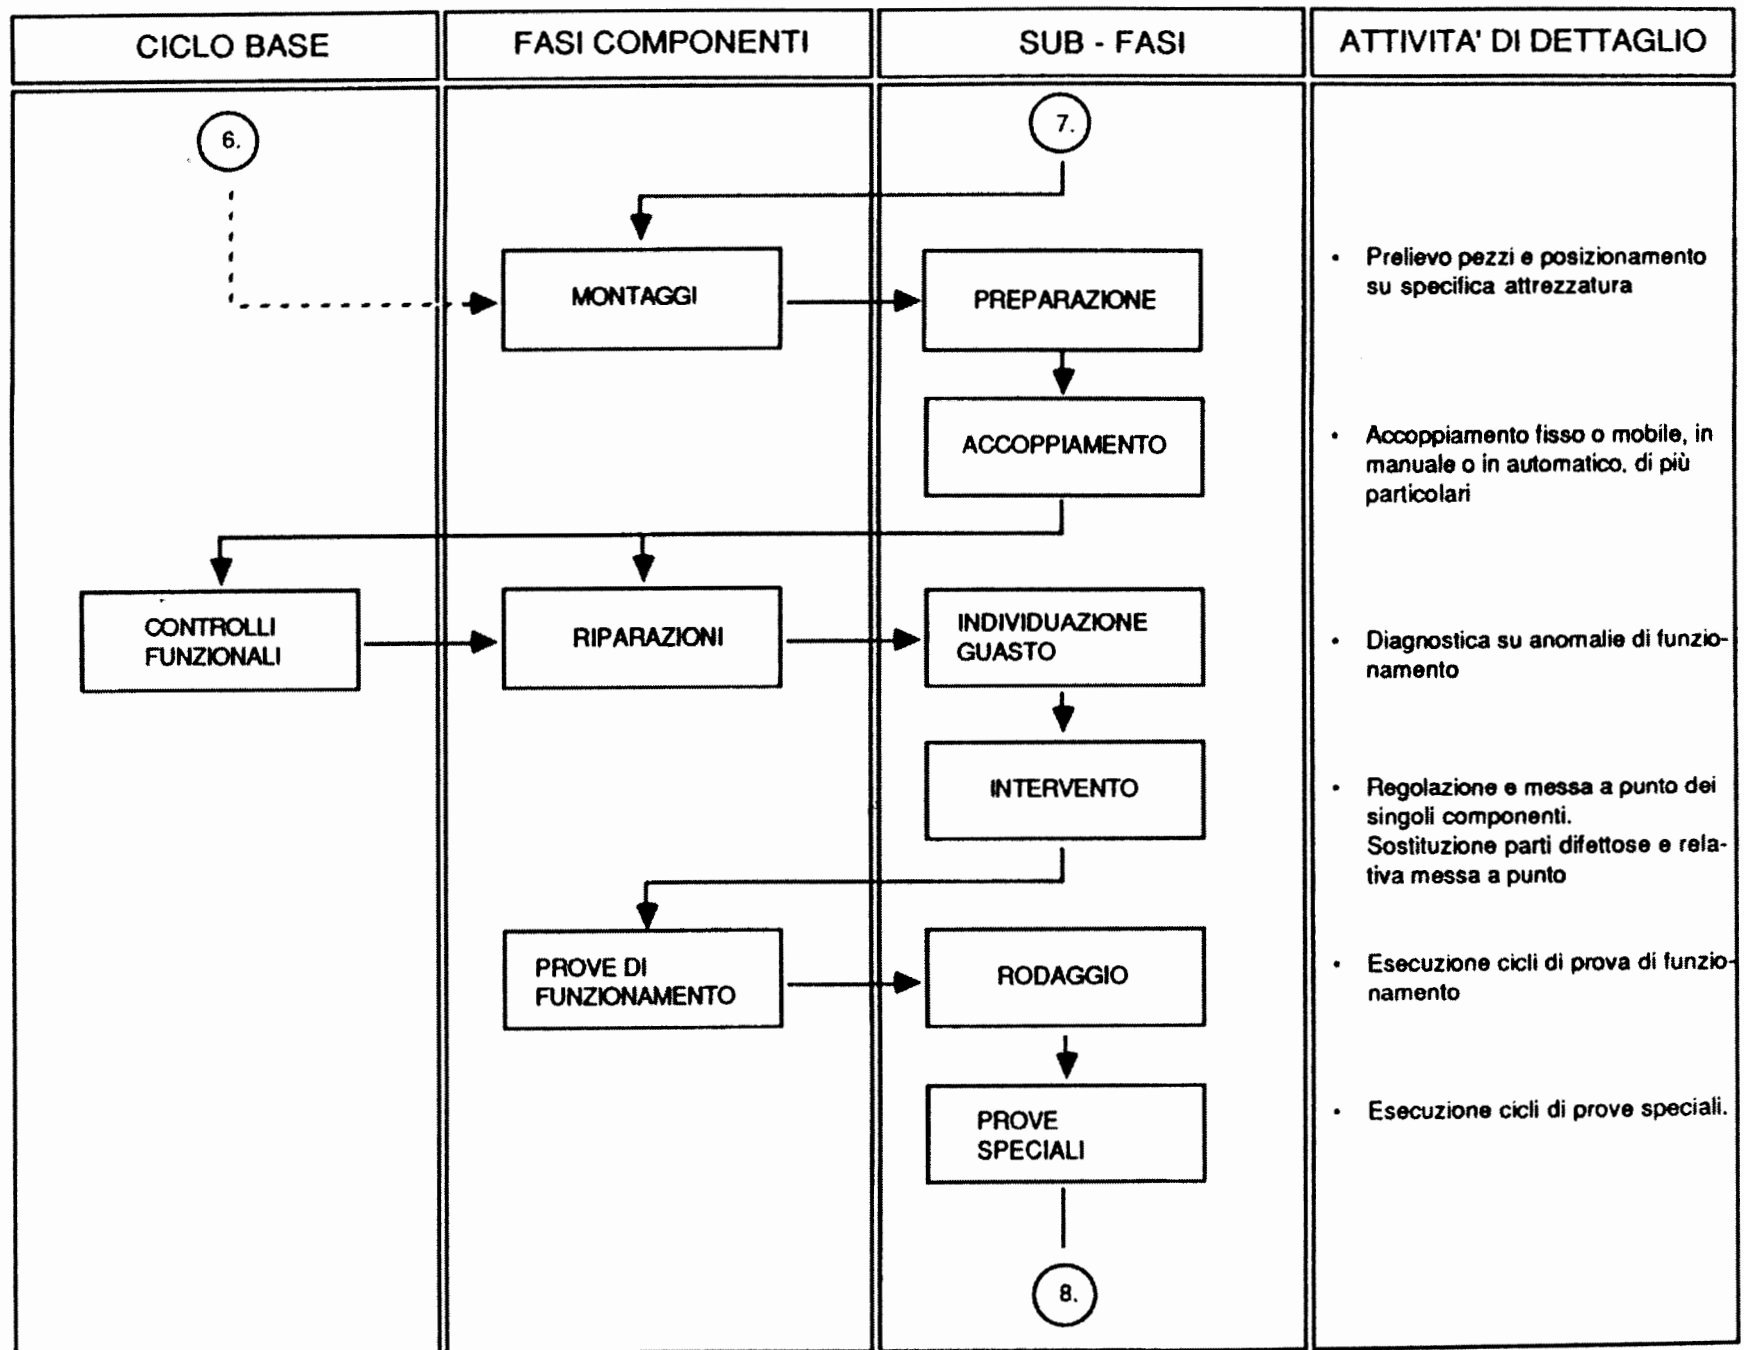 CICLO BASE
FASI COMPONENTI
SUB - FASI
ATTIVITA' DI DETTAGLIO
6.
7.
MONTAGGI
PREPARAZIONE
• Prelievo pezzi e posizionamento
su specifica attrezzatura
ACCOPPIAMENTO
• Accoppiamento fisso o mobile, in
manuale o in automatico, di più
particolari
CONTROLLI
FUNZIONALI
RIPARAZIONI
INDIVIDUAZIONE
GUASTO
• Diagnostica su anomalie di funzio-
namento
INTERVENTO
• Regolazione e messa a punto dei
singoli componenti.
Sostituzione parti difettose e rela-
tiva messa a punto
PROVE DI
FUNZIONAMENTO
RODAGGIO
• Esecuzione cicli di prova di funzio-
namento
PROVE
SPECIALI
• Esecuzione cicli di prove speciali.
8.